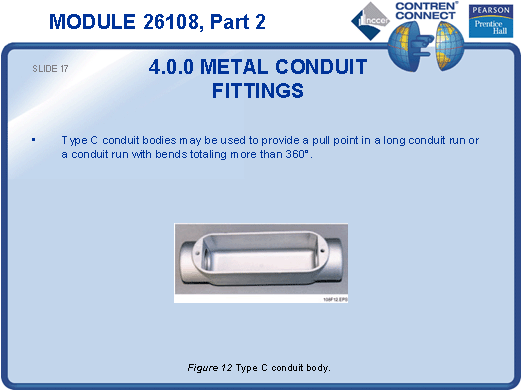 MODULE 26108, Part 2
nccer
CONTREN®
CONNECT
PEARSON
Prentice
Hall
SLIDE 17
4.0.0 METAL CONDUIT
FITTINGS
• Type C conduit bodies may be used to provide a pull point in a long conduit run or
a conduit run with bends totaling more than 360°.
108F12.EPS
Figure 12 Type C conduit body.